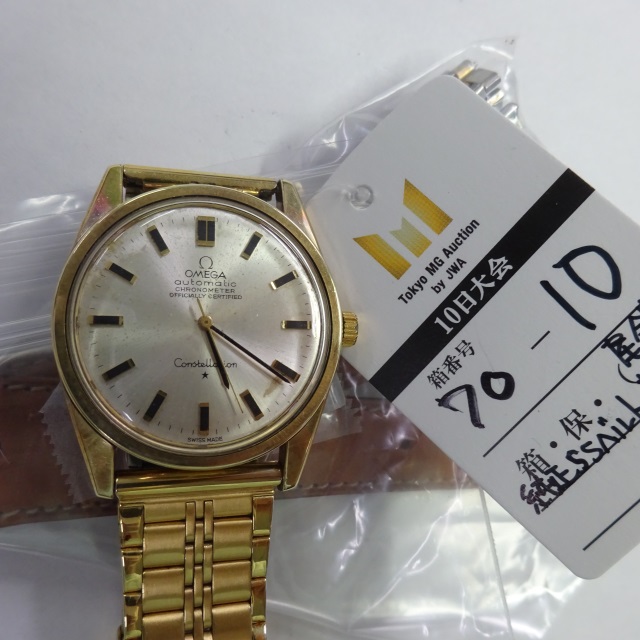 Ω
OMEGA
automatic
CHRONOMETER
OFFICIALLY CERTIFIED
Constellation
SWISS MADE
Tokyo MG Auction
by JWA
10日大会
箱番号
70-10
箱・保・